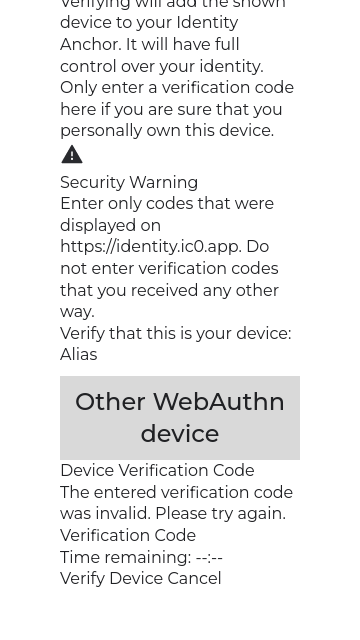 Verifying will add the shown
device to your Identity
Anchor. It will have full
control over your identity.
Only enter a verification code
here if you are sure that you
personally own this device.
Security Warning
Enter only codes that were
displayed on
https://identity.ic0.app. Do
not enter verification codes
that you received any other
way.
Verify that this is your device:
Alias
Other WebAuthn
device
Device Verification Code
The entered verification code
was invalid. Please try again.
Verification Code
Time remaining: --:--
Verify Device Cancel